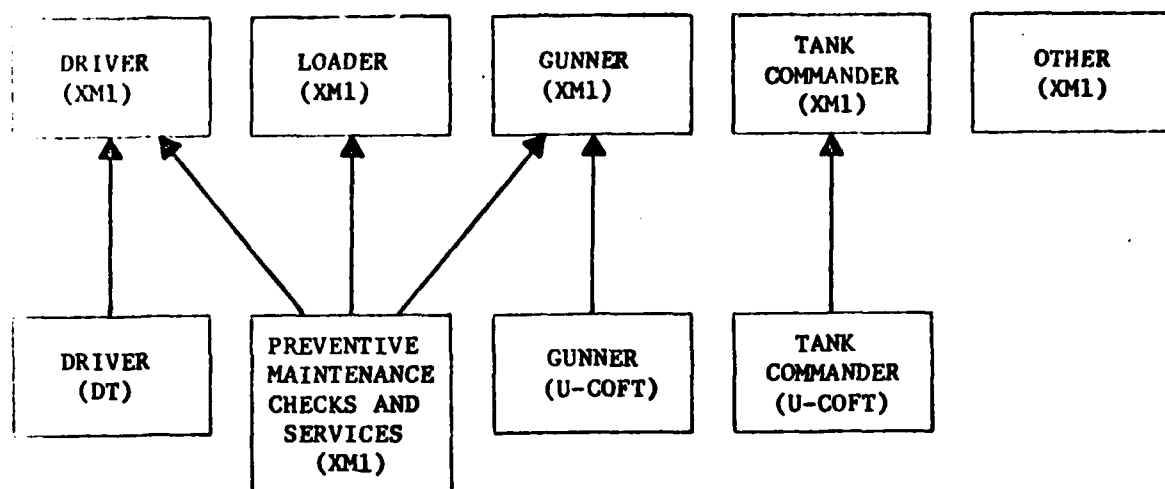 DRIVER
(XM1)
LOADER
(XM1)
GUNNER
(XM1)
TANK
COMMANDER
(XM1)
OTHER
(XM1)
DRIVER
(DT)
PREVENTIVE
MAINTENANCE
CHECKS AND
SERVICES
(XM1)
GUNNER
(U-COFT)
TANK
COMMANDER
(U-COFT)